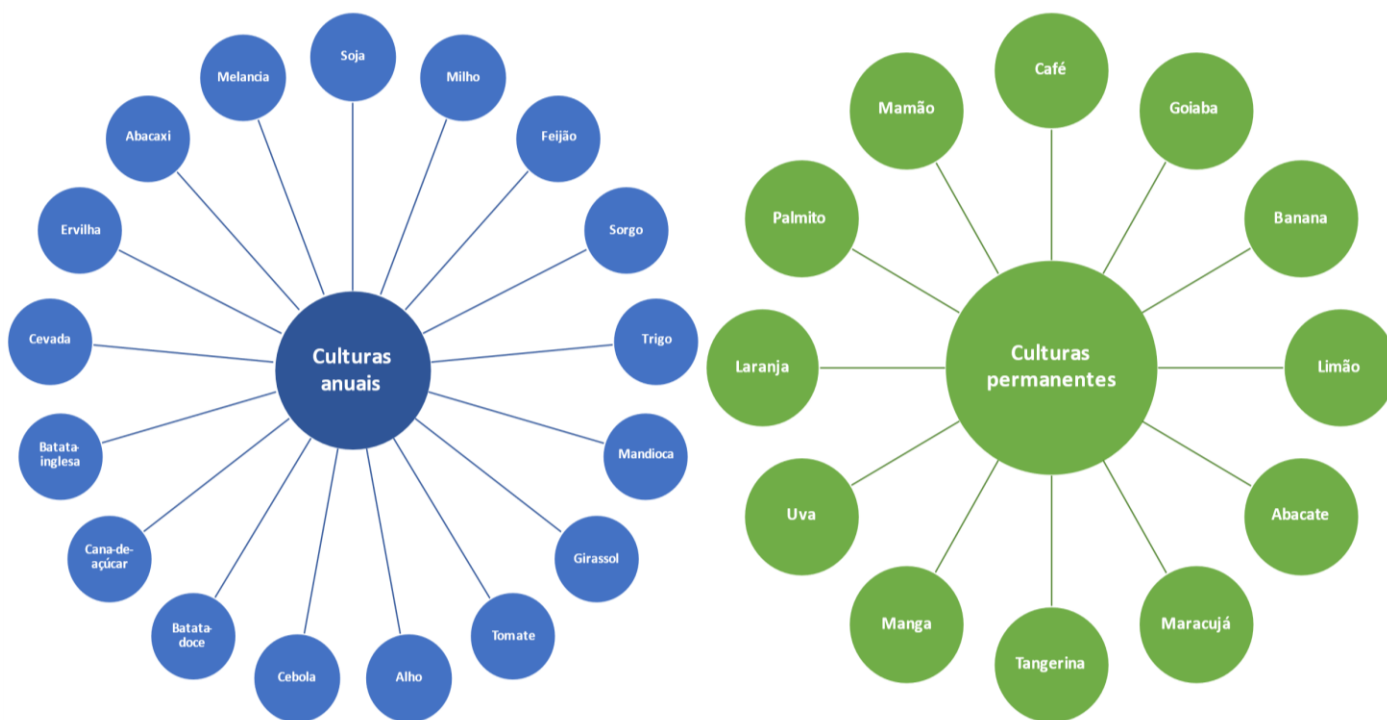 Culturas
anuais
Soja
Milho
Feijão
Sorgo
Trigo
Mandioca
Girassol
Tomate
Alho
Cebola
Batata-
doce
Cana-de-
açúcar
Batata-
inglesa
Cevada
Ervilha
Abacaxi
Melancia
Culturas
permanentes
Café
Goiaba
Banana
Limão
Abacate
Maracujá
Tangerina
Manga
Uva
Laranja
Palmito
Mamão